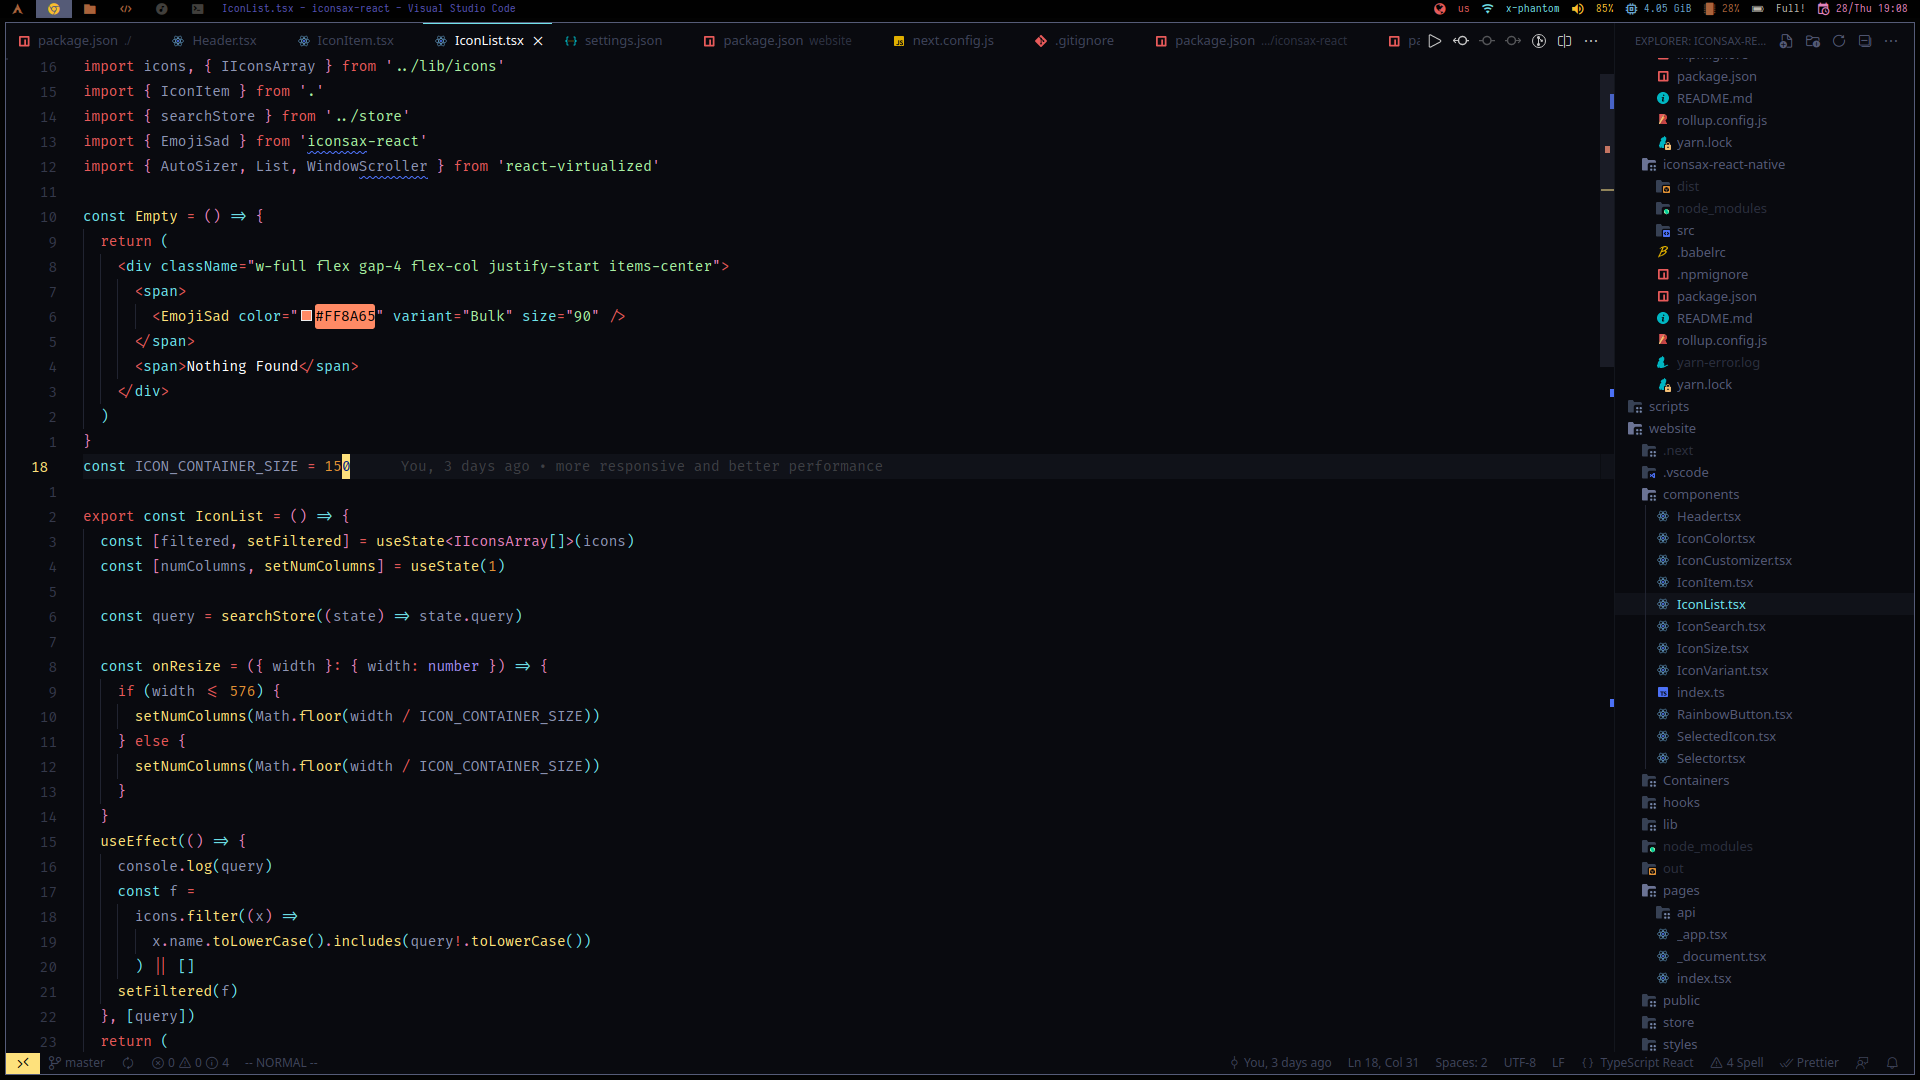 IconList.tsx - iconsax-react - Visual Studio Code
us x-phantom 85% 4.05 GiB 28% Full! 28/Thu 19:08
package.json ./ Header.tsx IconItem.tsx IconList.tsx settings.json package.json website next.config.js .gitignore package.json .../iconsax-react
16 import icons, { IIconsArray } from '../lib/icons'
15 import { IconItem } from '.'
14 import { searchStore } from '../store'
13 import { EmojiSad } from 'iconsax-react'
12 import { AutoSizer, List, WindowScroller } from 'react-virtualized'
11
10 const Empty = () => {
9 return (
8 <div className="w-full flex gap-4 flex-col justify-start items-center">
7 <span>
6 <EmojiSad color="#FF8A65" variant="Bulk" size="90" />
5 </span>
4 <span>Nothing Found</span>
3 </div>
2 )
1 }
18 const ICON_CONTAINER_SIZE = 150 You, 3 days ago • more responsive and better performance
1
2 export const IconList = () => {
3 const [filtered, setFiltered] = useState<IIconsArray[]>(icons)
4 const [numColumns, setNumColumns] = useState(1)
5
6 const query = searchStore((state) => state.query)
7
8 const onResize = ({ width }: { width: number }) => {
9 if (width <= 576) {
10 setNumColumns(Math.floor(width / ICON_CONTAINER_SIZE))
11 } else {
12 setNumColumns(Math.floor(width / ICON_CONTAINER_SIZE))
13 }
14 }
15 useEffect(() => {
16 console.log(query)
17 const f =
18 icons.filter((x) =>
19 x.name.toLowerCase().includes(query!.toLowerCase())
20 ) || []
21 setFiltered(f)
22 }, [query])
23 return (
EXPLORER: ICONSAX-RE...
package.json
README.md
rollup.config.js
yarn.lock
iconsax-react-native
dist
node_modules
src
.babelrc
.npmignore
package.json
README.md
rollup.config.js
yarn-error.log
yarn.lock
scripts
website
.next
.vscode
components
Header.tsx
IconColor.tsx
IconCustomizer.tsx
IconItem.tsx
IconList.tsx
IconSearch.tsx
IconSize.tsx
IconVariant.tsx
index.ts
RainbowButton.tsx
SelectedIcon.tsx
Selector.tsx
Containers
hooks
lib
node_modules
out
pages
api
_app.tsx
_document.tsx
index.tsx
public
store
styles
master 0 0 4 -- NORMAL -- You, 3 days ago Ln 18, Col 31 Spaces: 2 UTF-8 LF { } TypeScript React 4 Spell Prettier